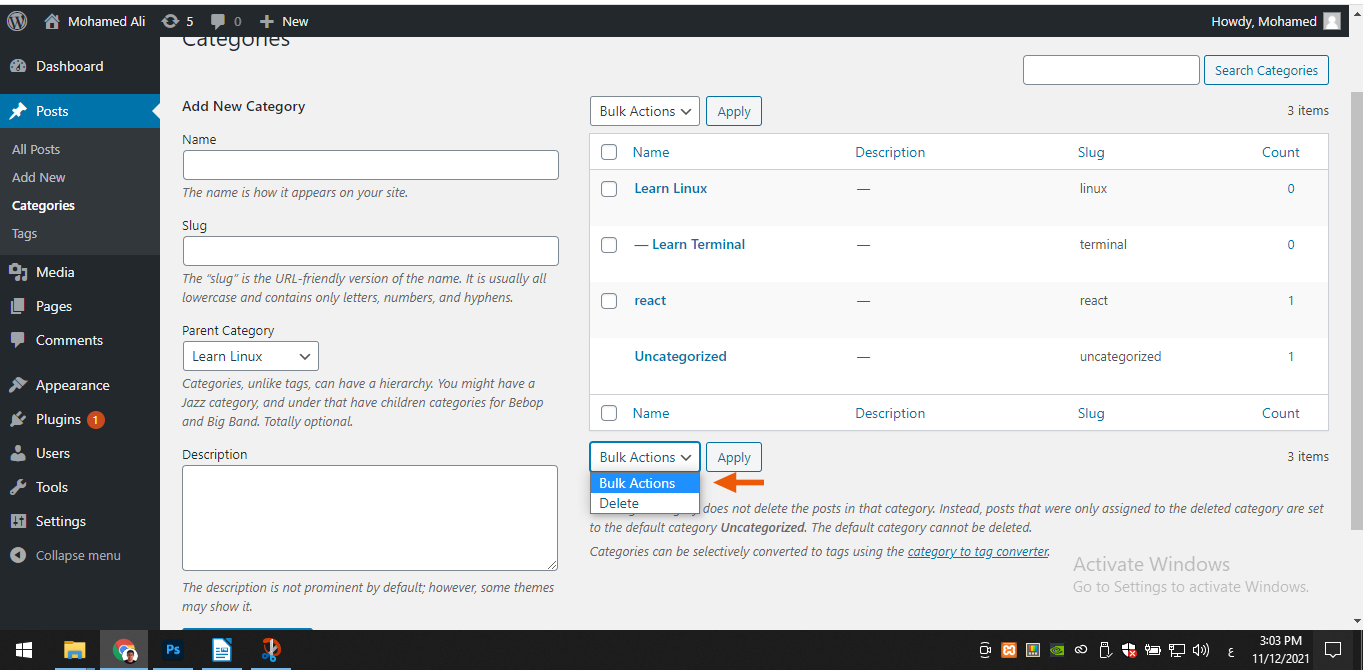 Mohamed Ali 5 0 New Howdy, Mohamed
Categories
Dashboard
Posts
All Posts
Add New
Categories
Tags
Media
Pages
Comments
Appearance
Plugins 1
Users
Tools
Settings
Collapse menu
Search Categories
Add New Category
Name
The name is how it appears on your site.
Slug
The “slug” is the URL-friendly version of the name. It is usually all
lowercase and contains only letters, numbers, and hyphens.
Parent Category
Learn Linux
Categories, unlike tags, can have a hierarchy. You might have a
Jazz category, and under that have children categories for Bebop
and Big Band. Totally optional.
Description
The description is not prominent by default; however, some themes
may show it.
Bulk Actions Apply 3 items
Name Description Slug Count
Learn Linux — linux 0
— Learn Terminal — terminal 0
react — react 1
Uncategorized — uncategorized 1
Name Description Slug Count
Bulk Actions Apply 3 items
Bulk Actions
Delete
does not delete the posts in that category. Instead, posts that were only assigned to the deleted category are set
to the default category Uncategorized. The default category cannot be deleted.
Categories can be selectively converted to tags using the category to tag converter.
Activate Windows
Go to Settings to activate Windows.
Ps
ع
3:03 PM
11/12/2021